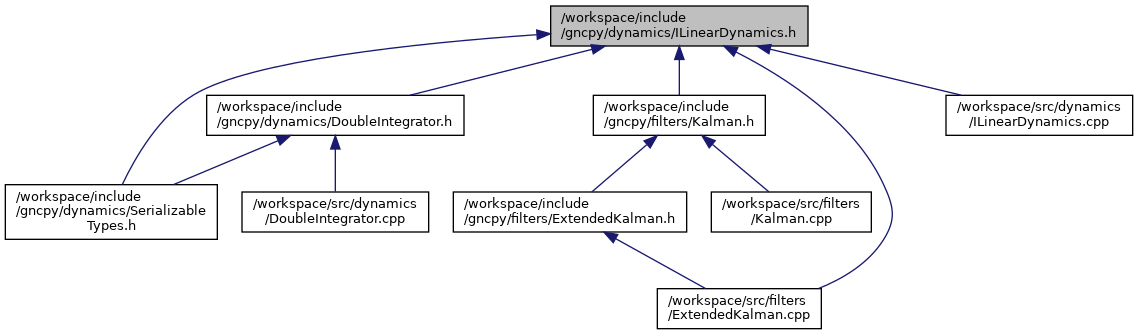 /workspace/include
/gncpy/dynamics/ILinearDynamics.h
/workspace/include
/gncpy/dynamics/DoubleIntegrator.h
/workspace/include
/gncpy/filters/Kalman.h
/workspace/src/dynamics
/ILinearDynamics.cpp
/workspace/include
/gncpy/dynamics/Serializable
Types.h
/workspace/src/dynamics
/DoubleIntegrator.cpp
/workspace/include
/gncpy/filters/ExtendedKalman.h
/workspace/src/filters
/Kalman.cpp
/workspace/src/filters
/ExtendedKalman.cpp